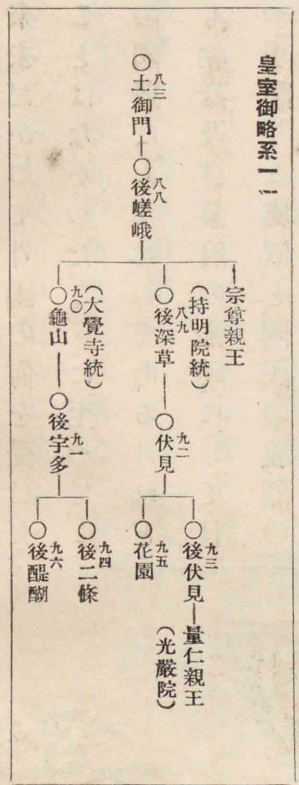 皇室御略系一
八三
○土御門
八八
○後嵯峨
宗尊親王
(持明院統)
八九
○後深草
九二
○伏見
九三
○後伏見
量仁親王
(光嚴院)
九五
○花園
(大覺寺統)
九〇
○龜山
九一
○後宇多
九四
○後二條
九六
○後醍醐